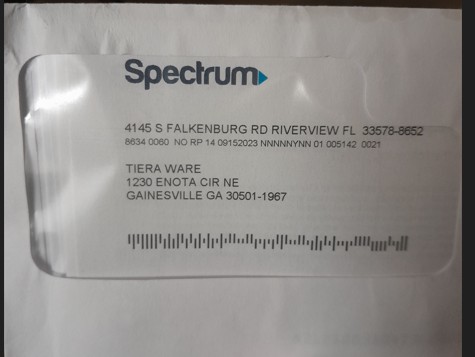 Spectrum
4145 S FALKENBURG RD RIVERVIEW FL 33578-8652
8634 0060 NO RP 14 09152023 NNNNNYNN 01 005142 0021
TIERA WARE
1230 ENOTA CIR NE
GAINESVILLE GA 30501-1967